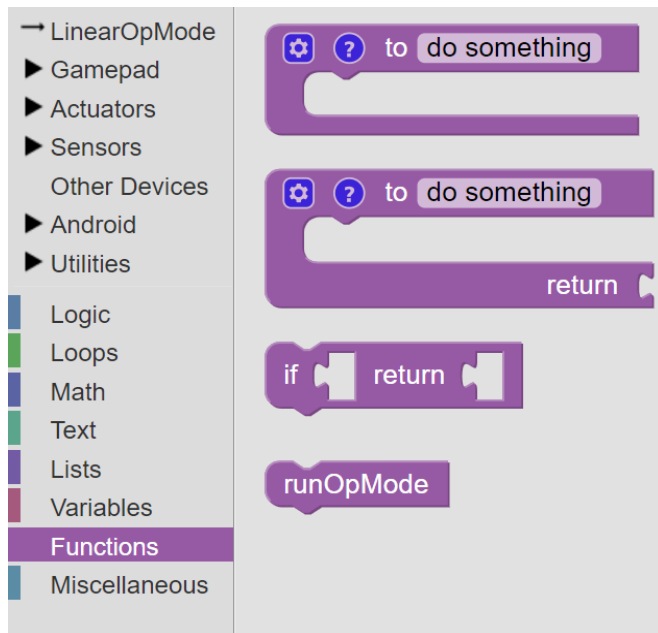 LinearOpMode
Gamepad
Actuators
Sensors
Other Devices
Android
Utilities
Logic
Loops
Math
Text
Lists
Variables
Functions
Miscellaneous
? to do something
? to do something
return
if return
runOpMode